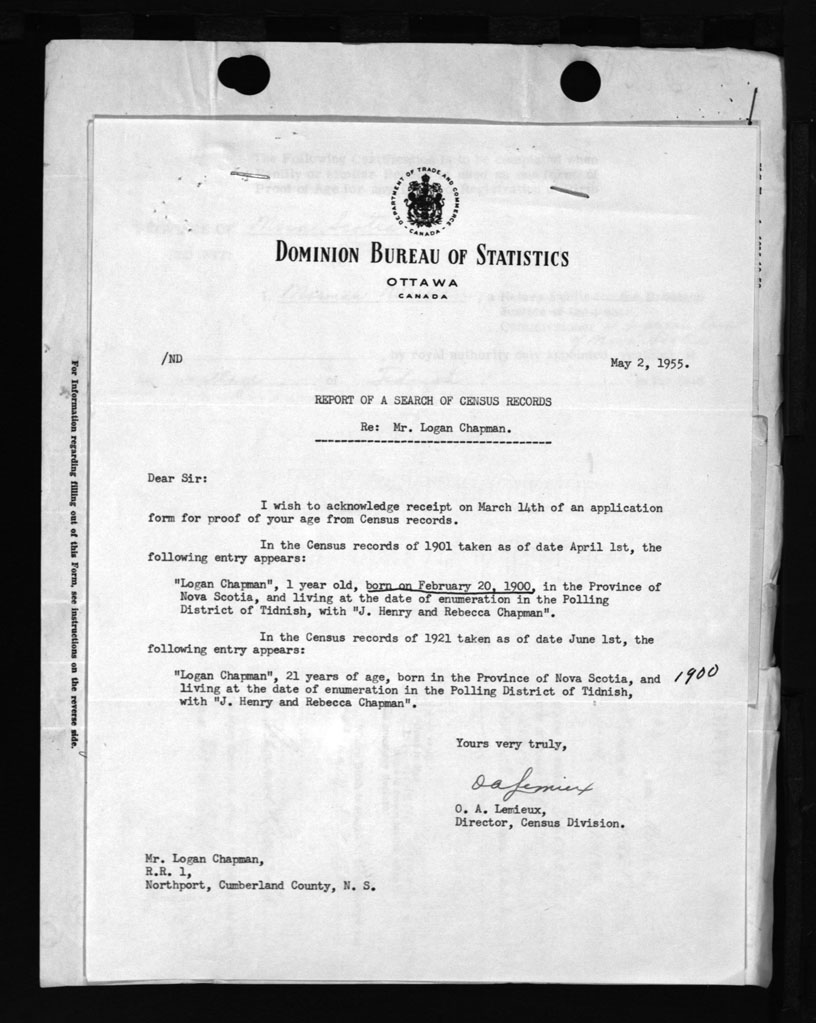 DEPARTMENT OF TRADE AND COMMERCE
- CANADA -
DOMINION BUREAU OF STATISTICS
OTTAWA
CANADA
/ND
May 2, 1955.
REPORT OF A SEARCH OF CENSUS RECORDS
Re: Mr. Logan Chapman.
Dear Sir:
I wish to acknowledge receipt on March 14th of an application
form for proof of your age from Census records.
In the Census records of 1901 taken as of date April 1st, the
following entry appears:
"Logan Chapman", 1 year old, born on February 20, 1900, in the Province of
Nova Scotia, and living at the date of enumeration in the Polling
District of Tidnish, with "J. Henry and Rebecca Chapman".
In the Census records of 1921 taken as of date June 1st, the
following entry appears:
"Logan Chapman", 21 years of age, born in the Province of Nova Scotia, and
1900
living at the date of enumeration in the Polling District of Tidnish,
with "J. Henry and Rebecca Chapman".
Yours very truly,
O A Lemieux
O. A. Lemieux,
Director, Census Division.
Mr. Logan Chapman,
R.R. 1,
Northport, Cumberland County, N. S.
For Information regarding filling out of this Form, see instructions on the reverse side.